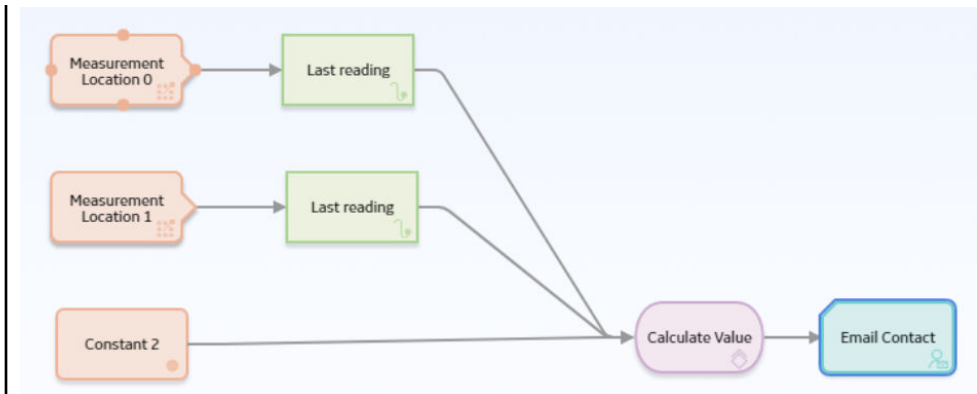 Measurement
Location 0
Last reading
Measurement
Location 1
Last reading
Constant 2
Calculate Value
Email Contact